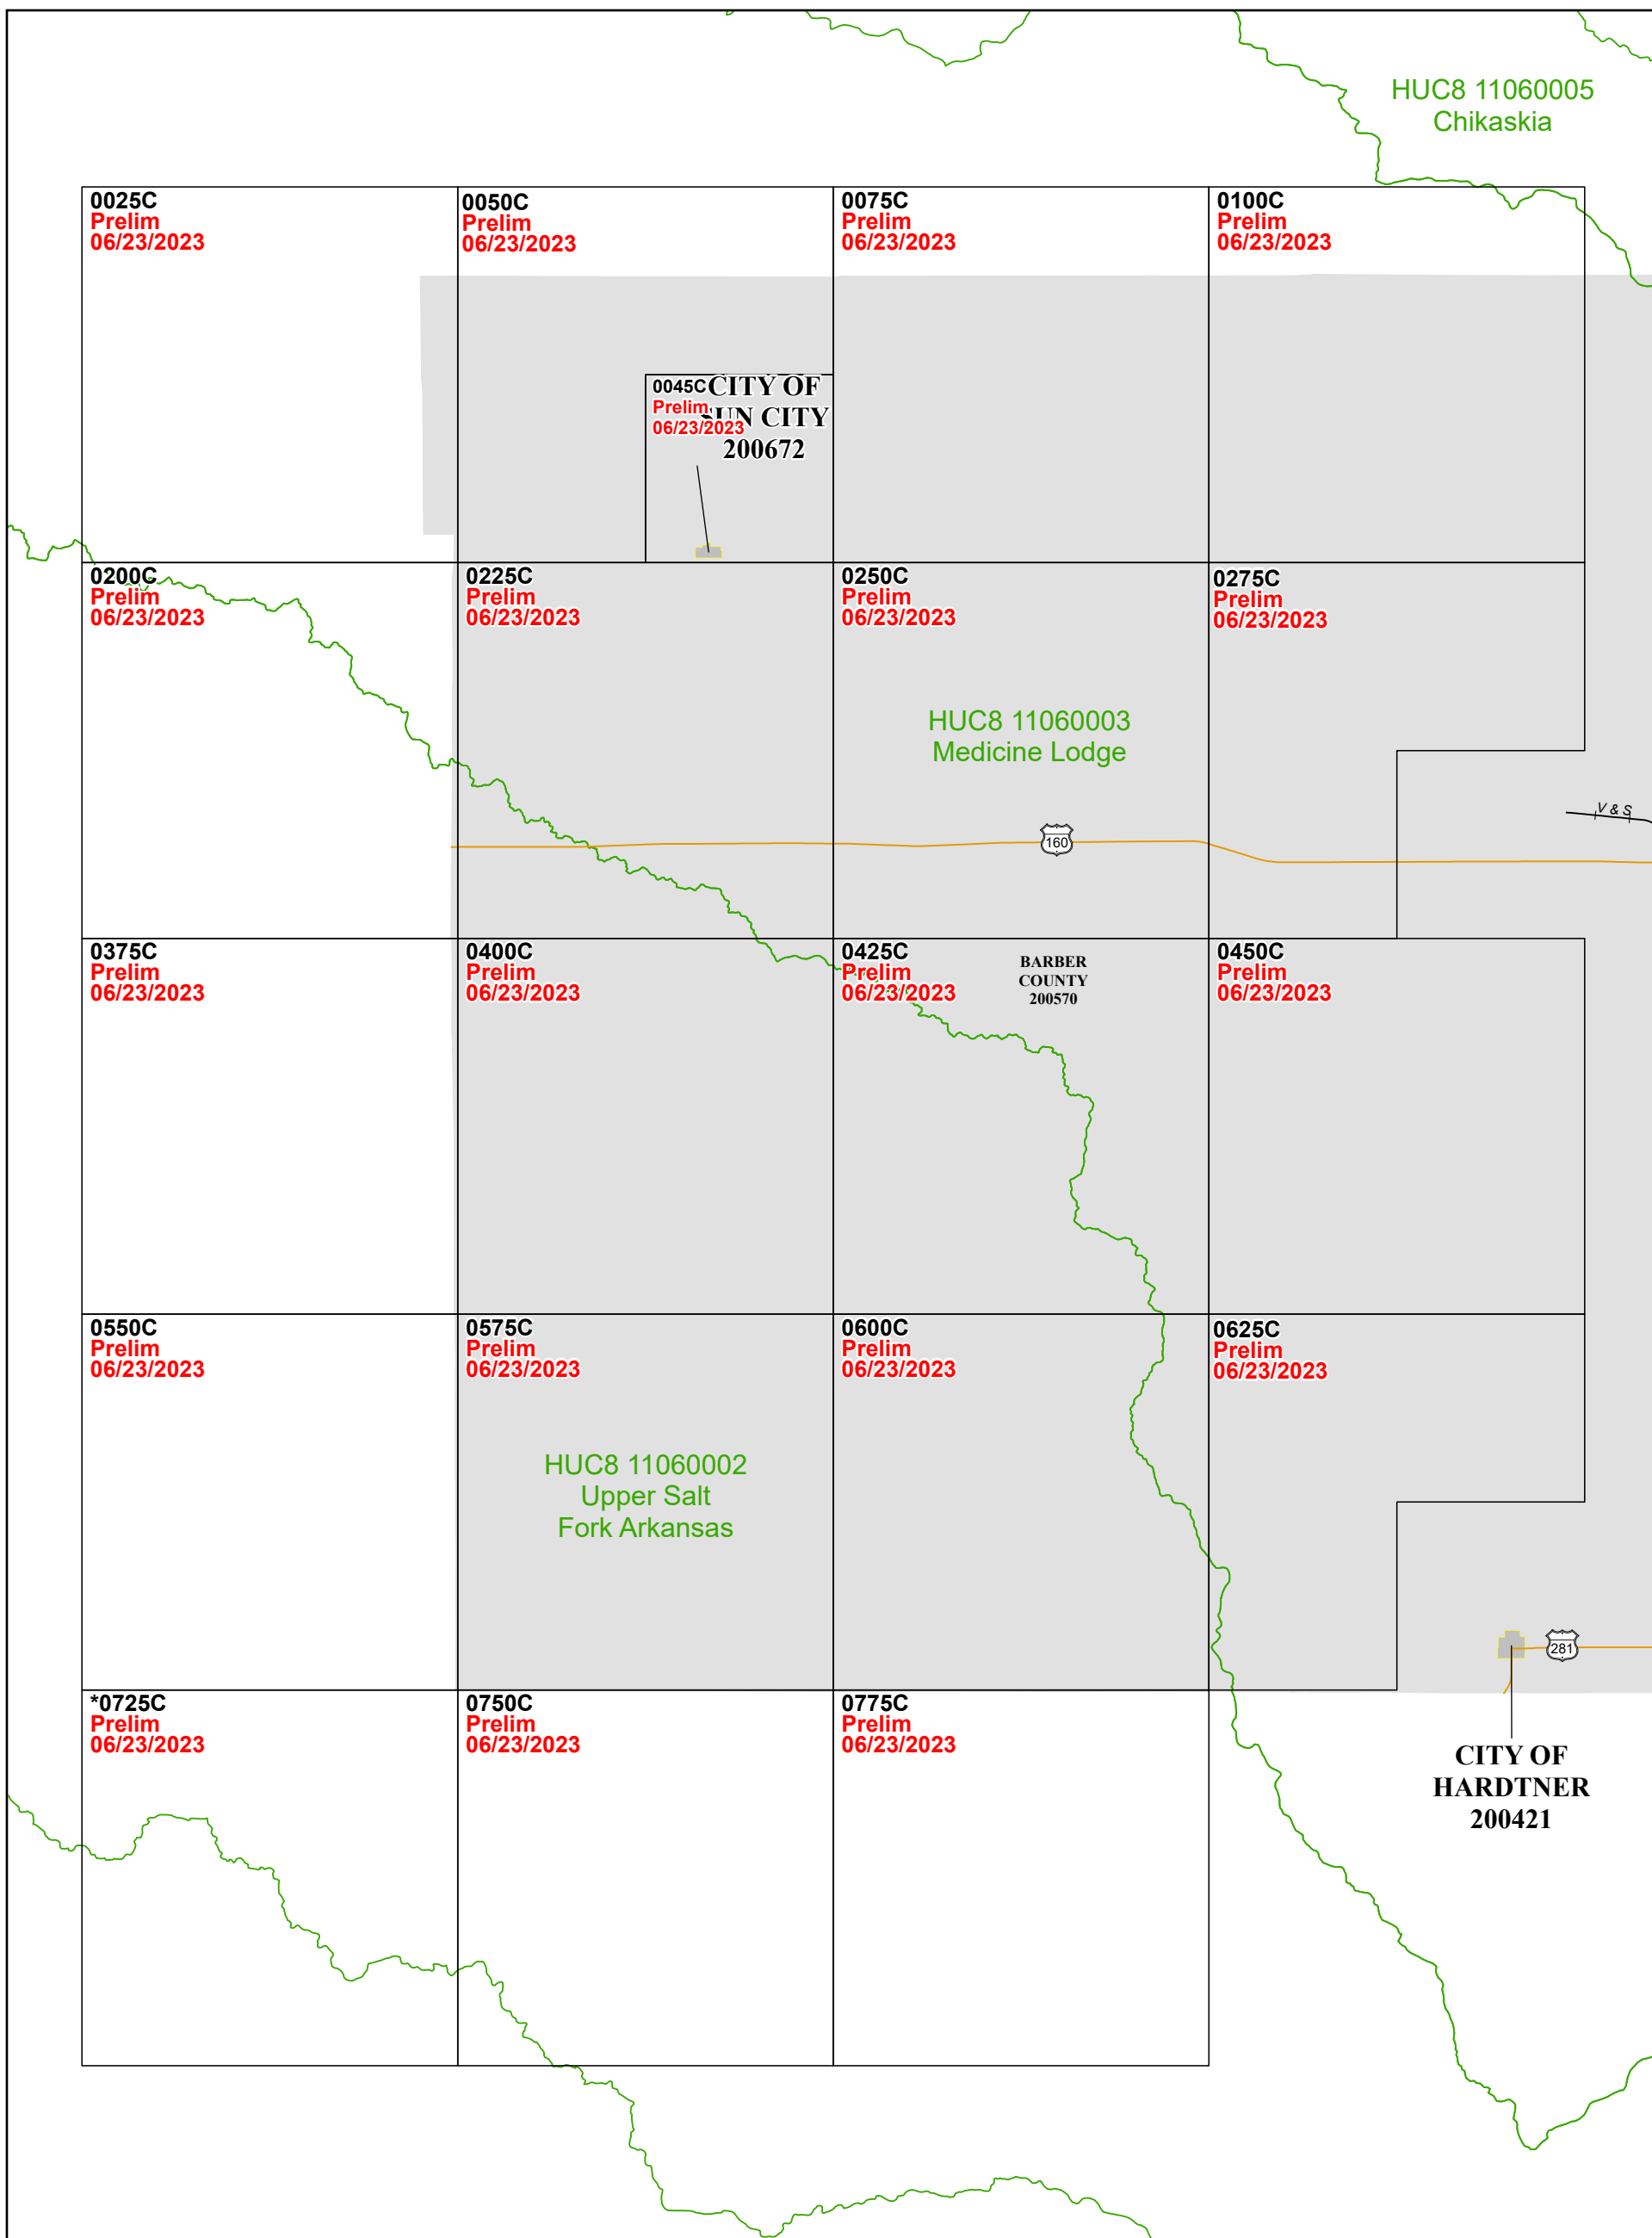 HUC8 11060005
Chikaskia
0025C
Prelim
06/23/2023
0050C
Prelim
06/23/2023
0075C
Prelim
06/23/2023
0100C
Prelim
06/23/2023
0045C
Prelim
06/23/2023
CITY OF
SUN CITY
200672
0200C
Prelim
06/23/2023
0225C
Prelim
06/23/2023
0250C
Prelim
06/23/2023
0275C
Prelim
06/23/2023
HUC8 11060003
Medicine Lodge
V & S
160
0375C
Prelim
06/23/2023
0400C
Prelim
06/23/2023
0425C
Prelim
06/23/2023
BARBER
COUNTY
200570
0450C
Prelim
06/23/2023
0550C
Prelim
06/23/2023
0575C
Prelim
06/23/2023
0600C
Prelim
06/23/2023
0625C
Prelim
06/23/2023
HUC8 11060002
Upper Salt
Fork Arkansas
281
*0725C
Prelim
06/23/2023
0750C
Prelim
06/23/2023
0775C
Prelim
06/23/2023
CITY OF
HARDTNER
200421